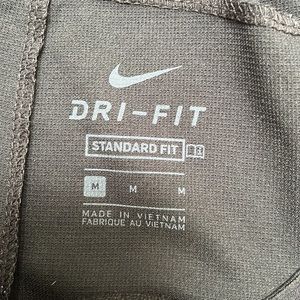 DRI-FIT
STANDARD FIT
M M M
MADE IN VIETNAM
FABRIQUE AU VIETNAM